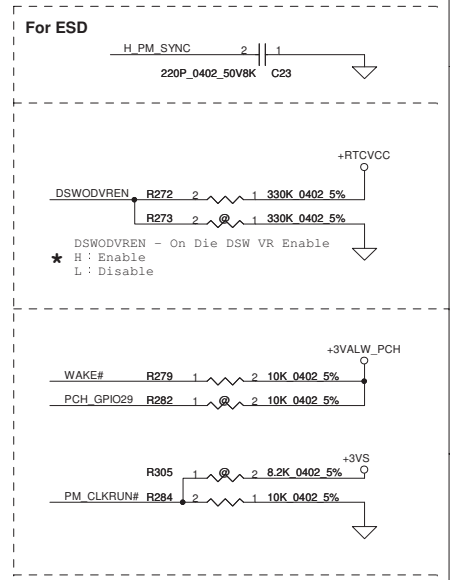 For ESD
H_PM_SYNC 2 1
220P_0402_50V8K C23
+RTCVCC
DSWODVREN R272 2 1 330K_0402_5%
R273 2 @ 1 330K_0402_5%
DSWODVREN - On Die DSW VR Enable
★ H : Enable
L : Disable
+3VALW_PCH
WAKE# R279 1 2 10K_0402_5%
PCH_GPIO29 R282 1 @ 2 10K_0402_5%
+3VS
R305 1 @ 2 8.2K_0402_5%
PM_CLKRUN# R284 2 1 10K_0402_5%